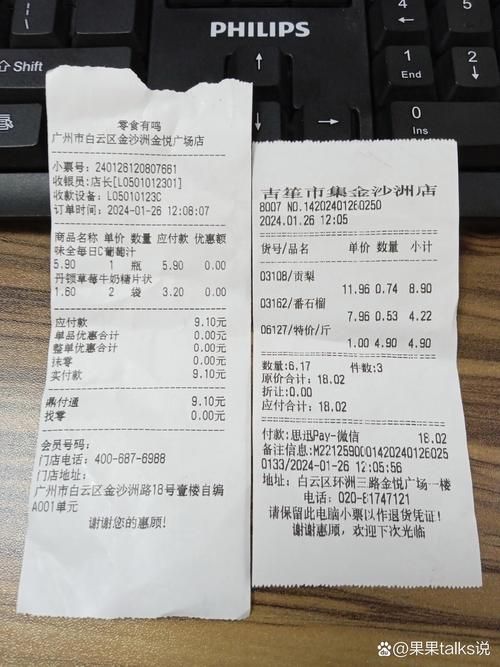 PHILIPS
Shift
1
End
0
Ins
零食有鸣
广州市白云区金沙洲金悦广场店
小票号: 240126120807661
收银员: 店长[L0501012301]
收款设备: L05010123C
订单时间: 2024-01-26 12:08:07
商品名称 单价 数量 应付款 优惠额
味全每日C葡萄汁
5.90 1 瓶 5.90 0.00
丹顿草莓牛奶糖片状
1.60 2 袋 3.20 0.00
应付款 9.10元
单品优惠合计 0.00元
整单优惠合计 0.00元
抹零 0.00元
实付款 9.10元
鼎付通 9.10元
找零 0.00元
会员号码:
门店电话: 400-687-6988
门店地址:
广州市白云区金沙洲路18号壹楼自编
A001单元
谢谢您的惠顾!
吉笙市集金沙洲店
8007 NO.14202401260250
2024.01.26 12:05
货号/品名 单价 数量 小计
03108/贡梨
11.96 0.74 8.90
03162/番石榴
7.96 0.53 4.22
06127/特价/斤
1.00 4.90 4.90
数量:6.17 件数:3
原价合计: 18.02
折让:0.00
应付合计: 18.02
付款:思迅Pay-微信 18.02
备注信息:M2212590001420240126025
0133/2024-01-26 12:05:56
地址: 白云区环洲三路金悦广场一楼
电话: 020-81747121
请保留此电脑小票以作退货凭证!
谢谢惠顾, 欢迎下次光临
@果果talks说